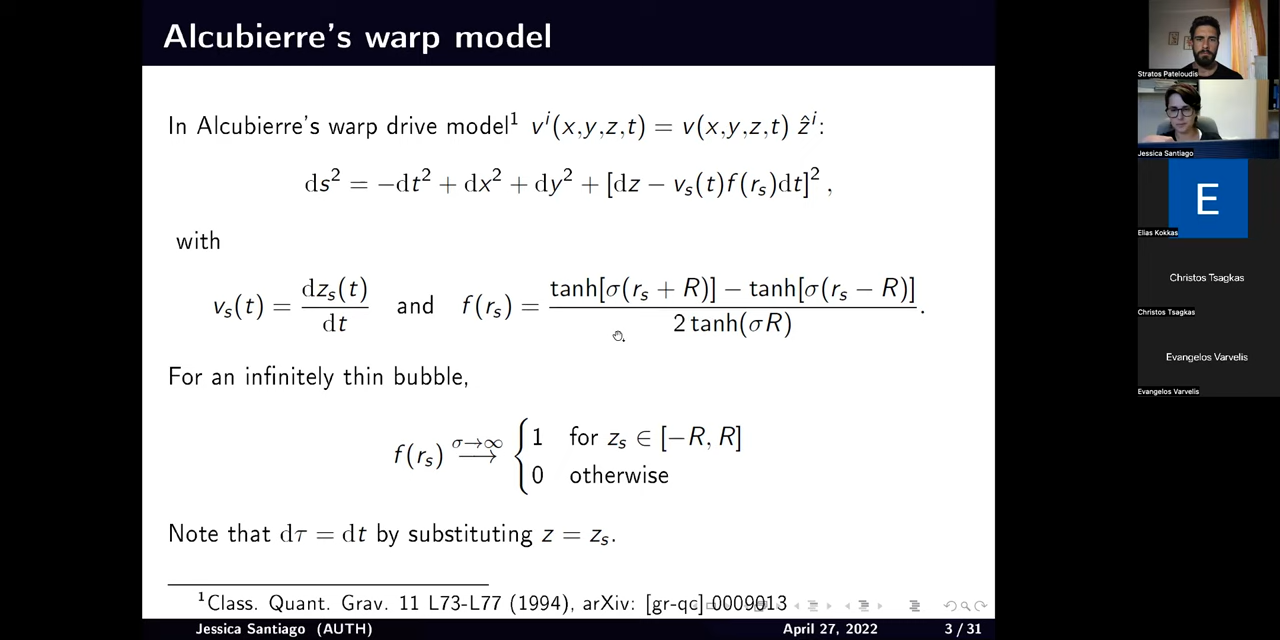 Alcubierre's warp model
In Alcubierre's warp drive model¹ vⁱ(x,y,z,t) = v(x,y,z,t) ẑⁱ:
ds² = −dt² + dx² + dy² + [dz − vₛ(t)f(rₛ)dt]² ,
with
vₛ(t) = dzₛ(t)/dt and f(rₛ) = tanh[σ(rₛ + R)] − tanh[σ(rₛ − R)] / 2 tanh(σR) .
For an infinitely thin bubble,
f(rₛ) σ→∞ ⟶ { 1 for zₛ ∈ [−R, R]
0 otherwise
Note that dτ = dt by substituting z = zₛ.
¹Class. Quant. Grav. 11 L73-L77 (1994), arXiv: [gr-qc] 0009013
Jessica Santiago (AUTH) April 27, 2022 3 / 31
Stratos Pateloudis
Jessica Santiago
E
Elias Kokkas
Christos Tsagkas
Christos Tsagkas
Evangelos Varvelis
Evangelos Varvelis